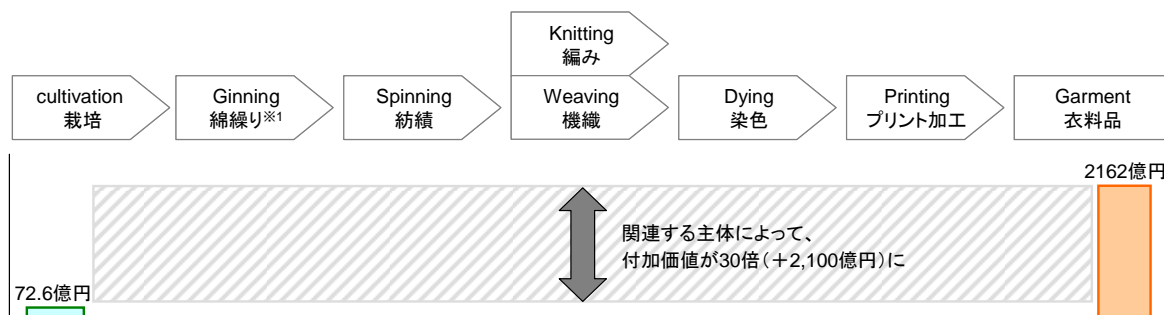 Knitting
編み
cultivation
栽培
Ginning
綿繰り※1
Spinning
紡績
Weaving
機織
Dying
染色
Printing
プリント加工
Garment
衣料品
2162億円
関連する主体によって、
付加価値が30倍(+2,100億円)に
72.6億円